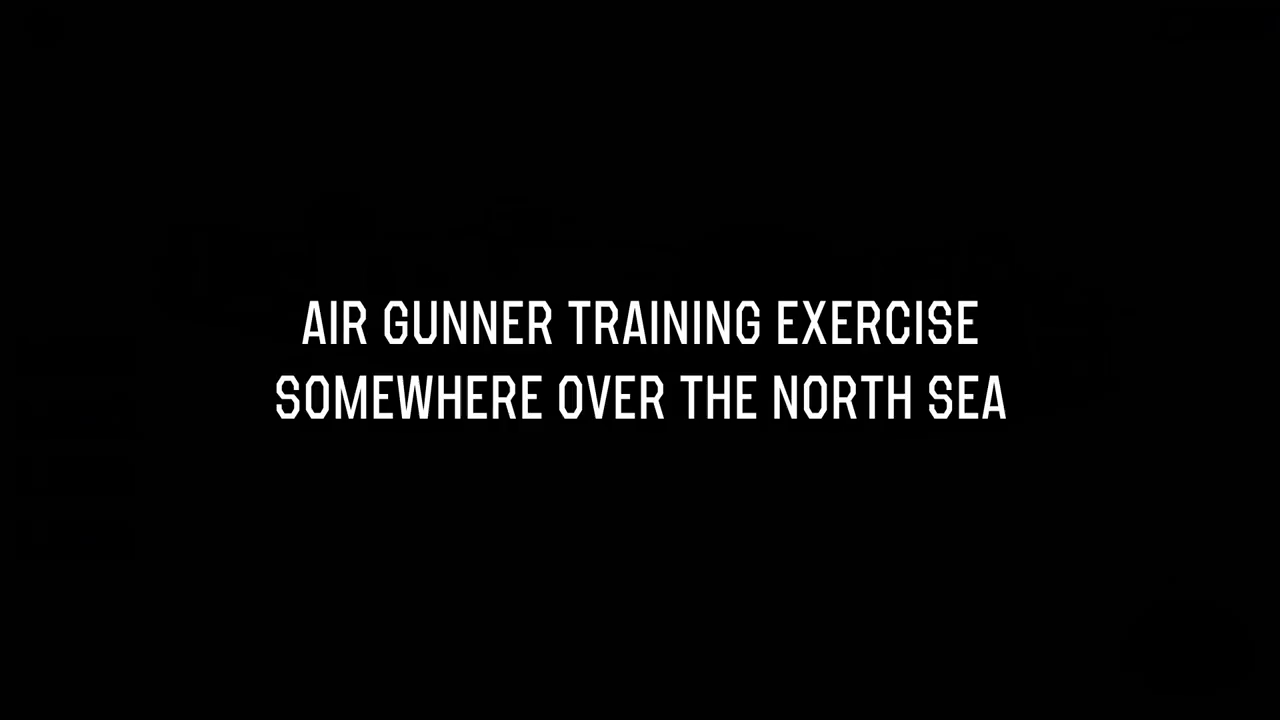 AIR GUNNER TRAINING EXERCISE
SOMEWHERE OVER THE NORTH SEA